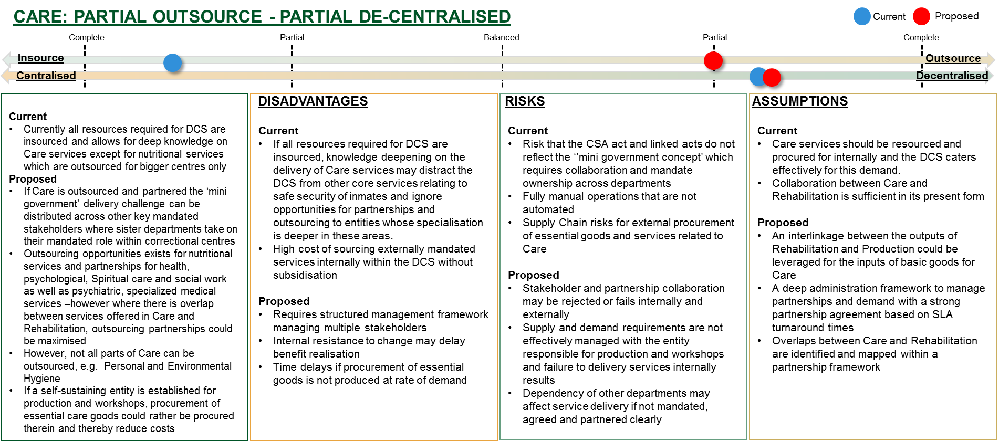 CARE: PARTIAL OUTSOURCE - PARTIAL DE-CENTRALISED
Current
Proposed
Complete
Partial
Balanced
Partial
Complete
Insource
Outsource
Centralised
Decentralised
Current
• Currently all resources required for DCS are
insourced and allows for deep knowledge on
Care services except for nutritional services
which are outsourced for bigger centres only
Proposed
• If Care is outsourced and partnered the ‘mini
government’ delivery challenge can be
distributed across other key mandated
stakeholders where sister departments take on
their mandated role within correctional centres
• Outsourcing opportunities exists for nutritional
services and partnerships for health,
psychological, Spiritual care and social work
as well as psychiatric, specialized medical
services –however where there is overlap
between services offered in Care and
Rehabilitation, outsourcing partnerships could
be maximised
• However, not all parts of Care can be
outsourced, e.g. Personal and Environmental
Hygiene
• If a self-sustaining entity is established for
production and workshops, procurement of
essential care goods could rather be procured
therein and thereby reduce costs
DISADVANTAGES
Current
• If all resources required for DCS are
insourced, knowledge deepening on the
delivery of Care services may distract the
DCS from other core services relating to
safe security of inmates and ignore
opportunities for partnerships and
outsourcing to entities whose specialisation
is deeper in these areas.
• High cost of sourcing externally mandated
services internally within the DCS without
subsidisation
Proposed
• Requires structured management framework
managing multiple stakeholders
• Internal resistance to change may delay
benefit realisation
• Time delays if procurement of essential
goods is not produced at rate of demand
RISKS
Current
• Risk that the CSA act and linked acts do not
reflect the ‘’mini government concept’ which
requires collaboration and mandate
ownership across departments
• Fully manual operations that are not
automated
• Supply Chain risks for external procurement
of essential goods and services related to
Care
Proposed
• Stakeholder and partnership collaboration
may be rejected or fails internally and
externally
• Supply and demand requirements are not
effectively managed with the entity
responsible for production and workshops
and failure to delivery services internally
results
• Dependency of other departments may
affect service delivery if not mandated,
agreed and partnered clearly
ASSUMPTIONS
Current
• Care services should be resourced and
procured for internally and the DCS caters
effectively for this demand.
• Collaboration between Care and
Rehabilitation is sufficient in its present form
Proposed
• An interlinkage between the outputs of
Rehabilitation and Production could be
leveraged for the inputs of basic goods for
Care
• A deep administration framework to manage
partnerships and demand with a strong
partnership agreement based on SLA
turnaround times
• Overlaps between Care and Rehabilitation
are identified and mapped within a
partnership framework